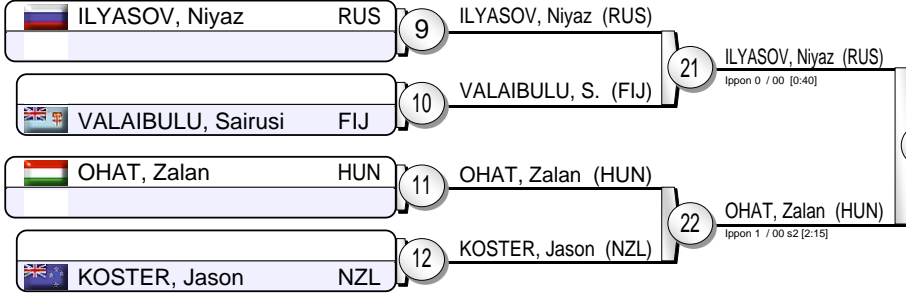 ILYASOV, Niyaz RUS
9
ILYASOV, Niyaz (RUS)
21
ILYASOV, Niyaz (RUS)
Ippon 0 / 00 [0:40]
10
VALAIBULU, S. (FIJ)
VALAIBULU, Sairusi FIJ
OHAT, Zalan HUN
11
OHAT, Zalan (HUN)
22
OHAT, Zalan (HUN)
Ippon 1 / 00 s2 [2:15]
12
KOSTER, Jason (NZL)
KOSTER, Jason NZL